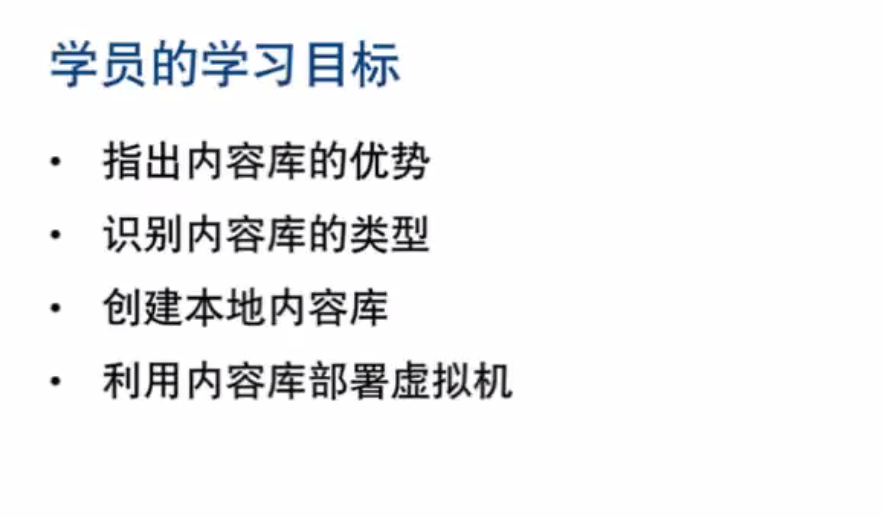 学员的学习目标
• 指出内容库的优势
• 识别内容库的类型
• 创建本地内容库
• 利用内容库部署虚拟机